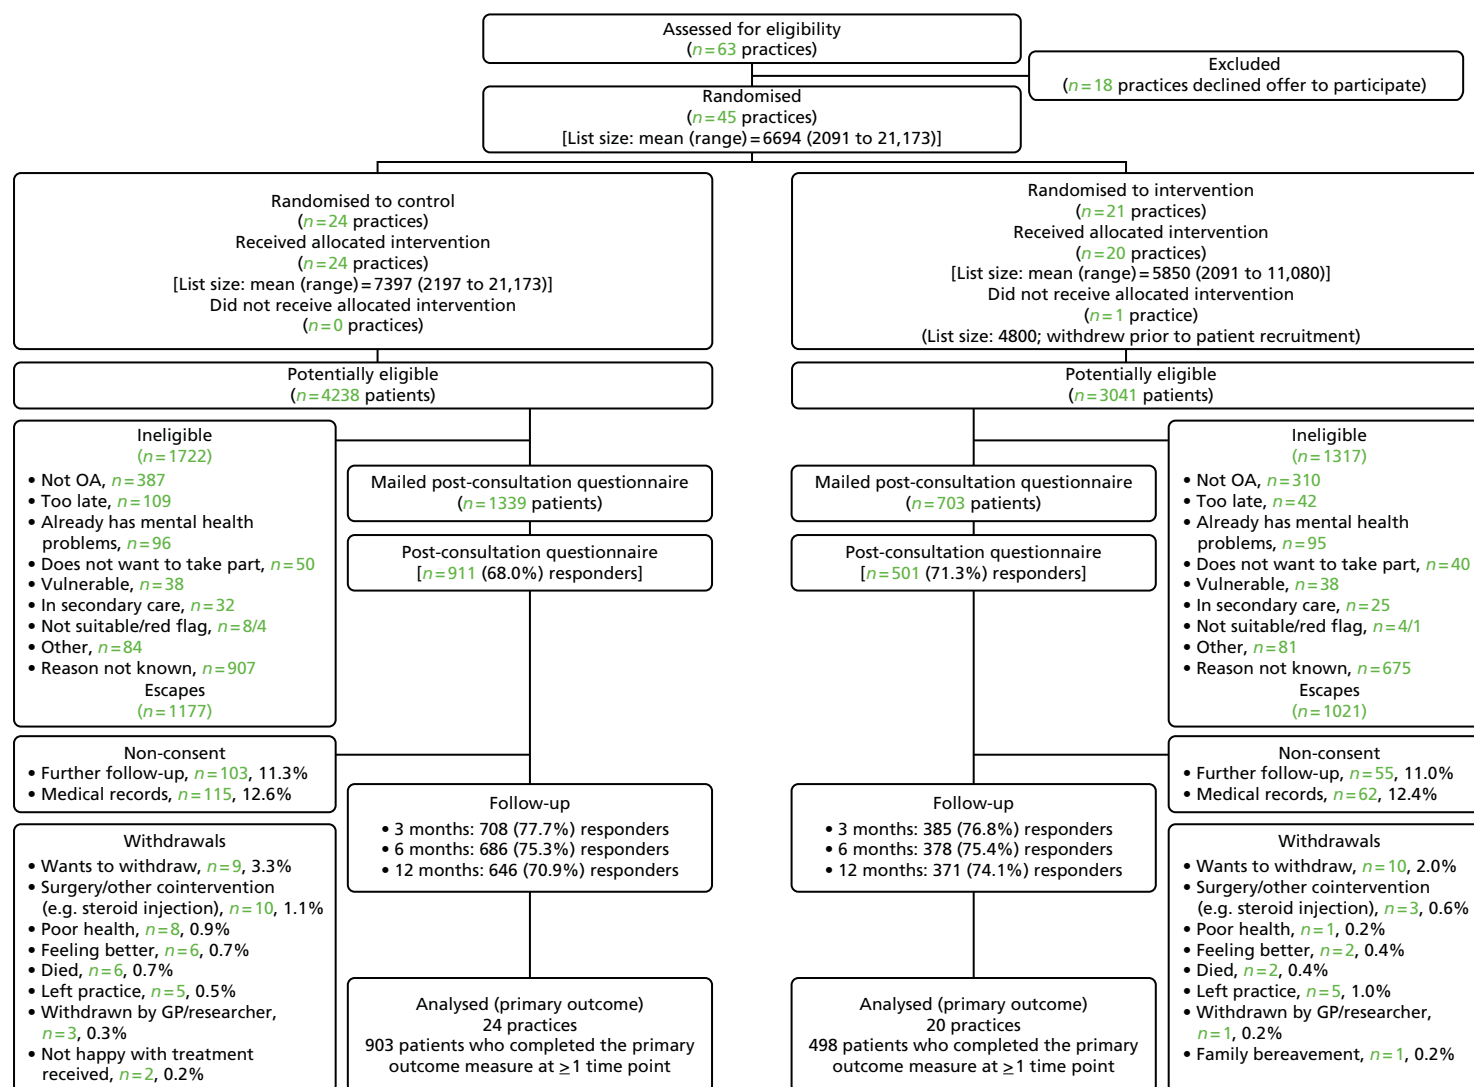 Assessed for eligibility
(n=63 practices)
Excluded
(n=18 practices declined offer to participate)
Randomised
(n=45 practices)
[List size: mean (range)=6694 (2091 to 21,173)]
Randomised to control
(n=24 practices)
Received allocated intervention
(n=24 practices)
[List size: mean (range)=7397 (2197 to 21,173)]
Did not receive allocated intervention
(n=0 practices)
Randomised to intervention
(n=21 practices)
Received allocated intervention
(n=20 practices)
[List size: mean (range)=5850 (2091 to 11,080)]
Did not receive allocated intervention
(n=1 practice)
(List size: 4800; withdrew prior to patient recruitment)
Potentially eligible
(n=4238 patients)
Potentially eligible
(n=3041 patients)
Ineligible
(n=1722)
• Not OA, n=387
• Too late, n=109
• Already has mental health
problems, n=96
• Does not want to take part, n=50
• Vulnerable, n=38
• In secondary care, n=32
• Not suitable/red flag, n=8/4
• Other, n=84
• Reason not known, n=907
Escapes
(n=1177)
Mailed post-consultation questionnaire
(n=1339 patients)
Post-consultation questionnaire
[n=911 (68.0%) responders]
Mailed post-consultation questionnaire
(n=703 patients)
Post-consultation questionnaire
[n=501 (71.3%) responders]
Ineligible
(n=1317)
• Not OA, n=310
• Too late, n=42
• Already has mental health
problems, n=95
• Does not want to take part, n=40
• Vulnerable, n=38
• In secondary care, n=25
• Not suitable/red flag, n=4/1
• Other, n=81
• Reason not known, n=675
Escapes
(n=1021)
Non-consent
• Further follow-up, n=103, 11.3%
• Medical records, n=115, 12.6%
Follow-up
• 3 months: 708 (77.7%) responders
• 6 months: 686 (75.3%) responders
• 12 months: 646 (70.9%) responders
Follow-up
• 3 months: 385 (76.8%) responders
• 6 months: 378 (75.4%) responders
• 12 months: 371 (74.1%) responders
Non-consent
• Further follow-up, n=55, 11.0%
• Medical records, n=62, 12.4%
Withdrawals
• Wants to withdraw, n=9, 3.3%
• Surgery/other cointervention
(e.g. steroid injection), n=10, 1.1%
• Poor health, n=8, 0.9%
• Feeling better, n=6, 0.7%
• Died, n=6, 0.7%
• Left practice, n=5, 0.5%
• Withdrawn by GP/researcher,
n=3, 0.3%
• Not happy with treatment
received, n=2, 0.2%
Analysed (primary outcome)
24 practices
903 patients who completed the primary
outcome measure at ≥1 time point
Analysed (primary outcome)
20 practices
498 patients who completed the primary
outcome measure at ≥1 time point
Withdrawals
• Wants to withdraw, n=10, 2.0%
• Surgery/other cointervention
(e.g. steroid injection), n=3, 0.6%
• Poor health, n=1, 0.2%
• Feeling better, n=2, 0.4%
• Died, n=2, 0.4%
• Left practice, n=5, 1.0%
• Withdrawn by GP/researcher,
n=1, 0.2%
• Family bereavement, n=1, 0.2%